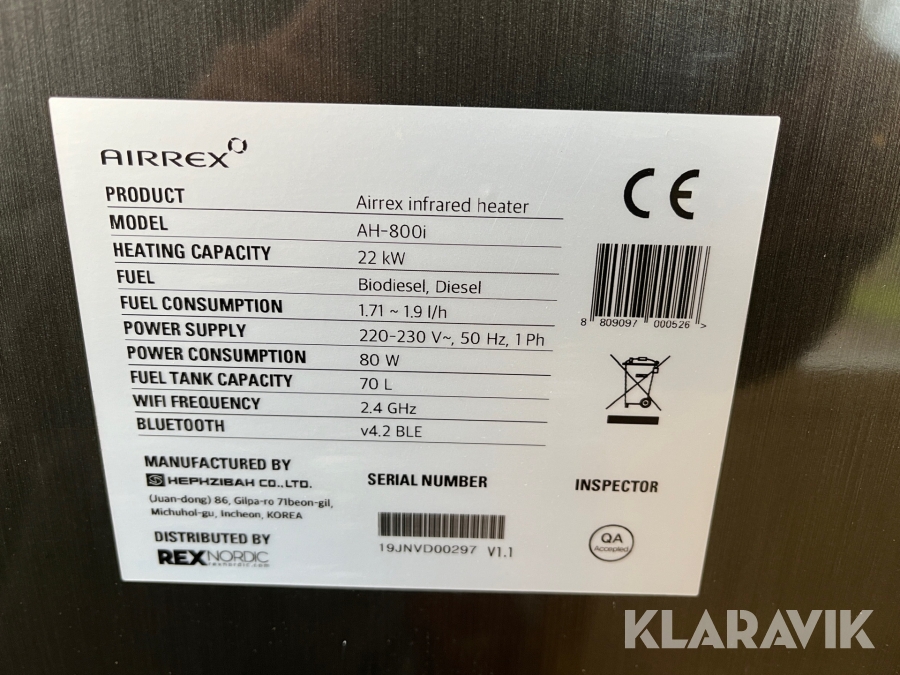 AIRREX
CE
PRODUCT Airrex infrared heater
MODEL AH-800i
HEATING CAPACITY 22 kW
FUEL Biodiesel, Diesel
FUEL CONSUMPTION 1.71 ~ 1.9 l/h
POWER SUPPLY 220-230 V~, 50 Hz, 1 Ph
POWER CONSUMPTION 80 W
FUEL TANK CAPACITY 70 L
WIFI FREQUENCY 2.4 GHz
BLUETOOTH v4.2 BLE
8 809097 000526 >
MANUFACTURED BY
HEPHZIBAH CO., LTD.
(Juan-dong) 86, Gilpa-ro 71beon-gil,
Michuhol-gu, Incheon, KOREA
DISTRIBUTED BY
REXNORDIC
rexnordic.com
SERIAL NUMBER
19JNVD00297 V1.1
INSPECTOR
QA
Accepted
KLARAVIK